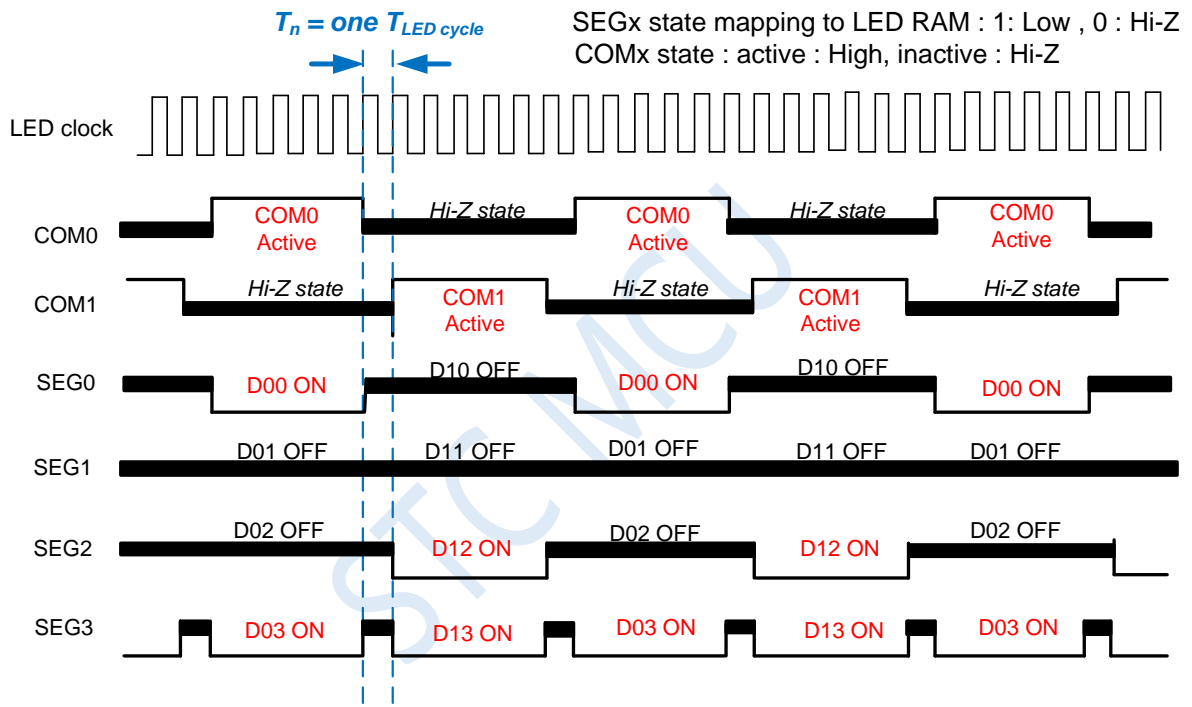 Tn = one TLED cycle
SEGx state mapping to LED RAM : 1: Low , 0 : Hi-Z
COMx state : active : High, inactive : Hi-Z
LED clock
COM0
COM0 Active
Hi-Z state
COM0 Active
Hi-Z state
COM0 Active
COM1
Hi-Z state
COM1 Active
Hi-Z state
COM1 Active
Hi-Z state
SEG0
D00 ON
D10 OFF
D00 ON
D10 OFF
D00 ON
SEG1
D01 OFF
D11 OFF
D01 OFF
D11 OFF
D01 OFF
SEG2
D02 OFF
D12 ON
D02 OFF
D12 ON
D02 OFF
SEG3
D03 ON
D13 ON
D03 ON
D13 ON
D03 ON
STC MCU